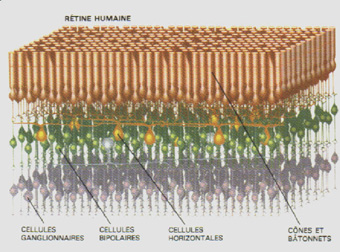 RÉTINE HUMAINE
CELLULES
GANGLIONNAIRES
CELLULES
BIPOLAIRES
CELLULES
HORIZONTALES
CÔNES ET
BÂTONNETS